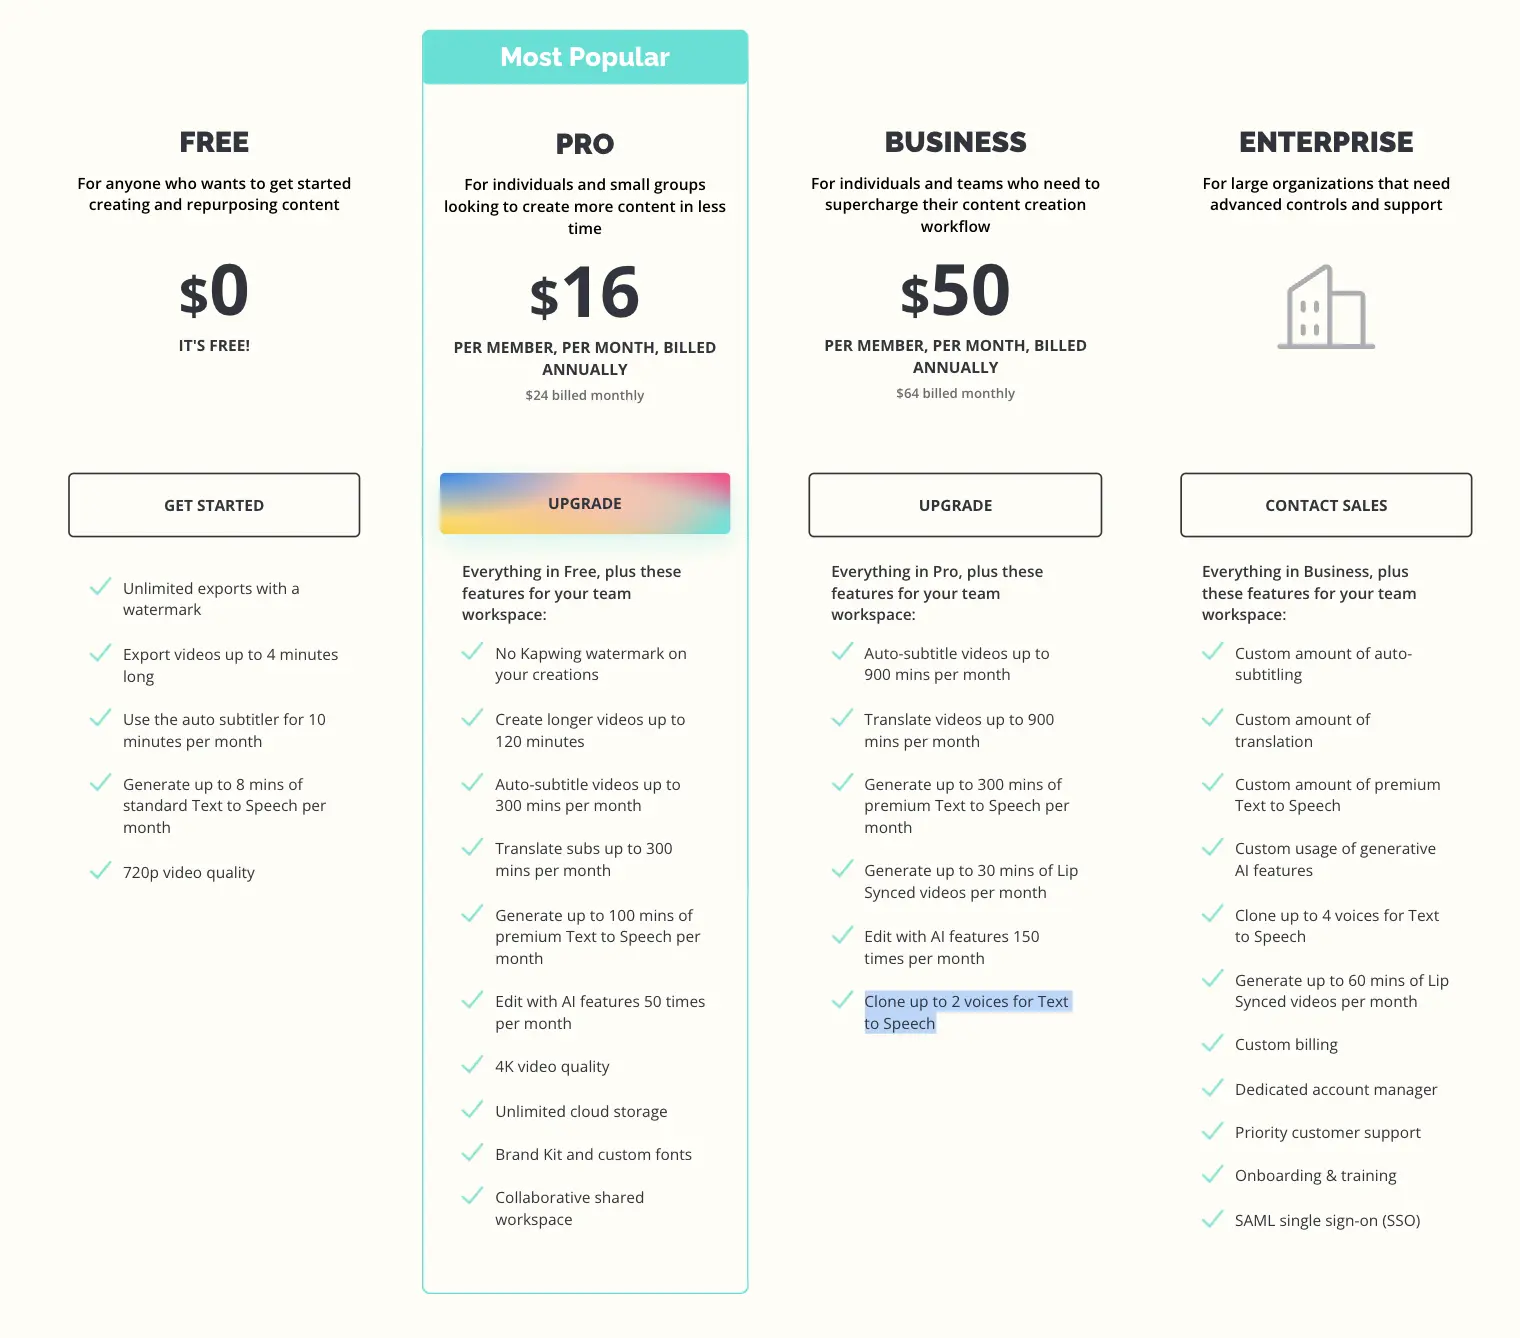 Most Popular
FREE
For anyone who wants to get started
creating and repurposing content
$0
IT'S FREE!
GET STARTED
Unlimited exports with a
watermark
Export videos up to 4 minutes
long
Use the auto subtitler for 10
minutes per month
Generate up to 8 mins of
standard Text to Speech per
month
720p video quality
PRO
For individuals and small groups
looking to create more content in less
time
$16
PER MEMBER, PER MONTH, BILLED
ANNUALLY
$24 billed monthly
UPGRADE
Everything in Free, plus these
features for your team
workspace:
No Kapwing watermark on
your creations
Create longer videos up to
120 minutes
Auto-subtitle videos up to
300 mins per month
Translate subs up to 300
mins per month
Generate up to 100 mins of
premium Text to Speech per
month
Edit with AI features 50 times
per month
4K video quality
Unlimited cloud storage
Brand Kit and custom fonts
Collaborative shared
workspace
BUSINESS
For individuals and teams who need to
supercharge their content creation
workflow
$50
PER MEMBER, PER MONTH, BILLED
ANNUALLY
$64 billed monthly
UPGRADE
Everything in Pro, plus these
features for your team
workspace:
Auto-subtitle videos up to
900 mins per month
Translate videos up to 900
mins per month
Generate up to 300 mins of
premium Text to Speech per
month
Generate up to 30 mins of Lip
Synced videos per month
Edit with AI features 150
times per month
Clone up to 2 voices for Text
to Speech
ENTERPRISE
For large organizations that need
advanced controls and support
CONTACT SALES
Everything in Business, plus
these features for your team
workspace:
Custom amount of auto-
subtitling
Custom amount of
translation
Custom amount of premium
Text to Speech
Custom usage of generative
AI features
Clone up to 4 voices for Text
to Speech
Generate up to 60 mins of Lip
Synced videos per month
Custom billing
Dedicated account manager
Priority customer support
Onboarding & training
SAML single sign-on (SSO)